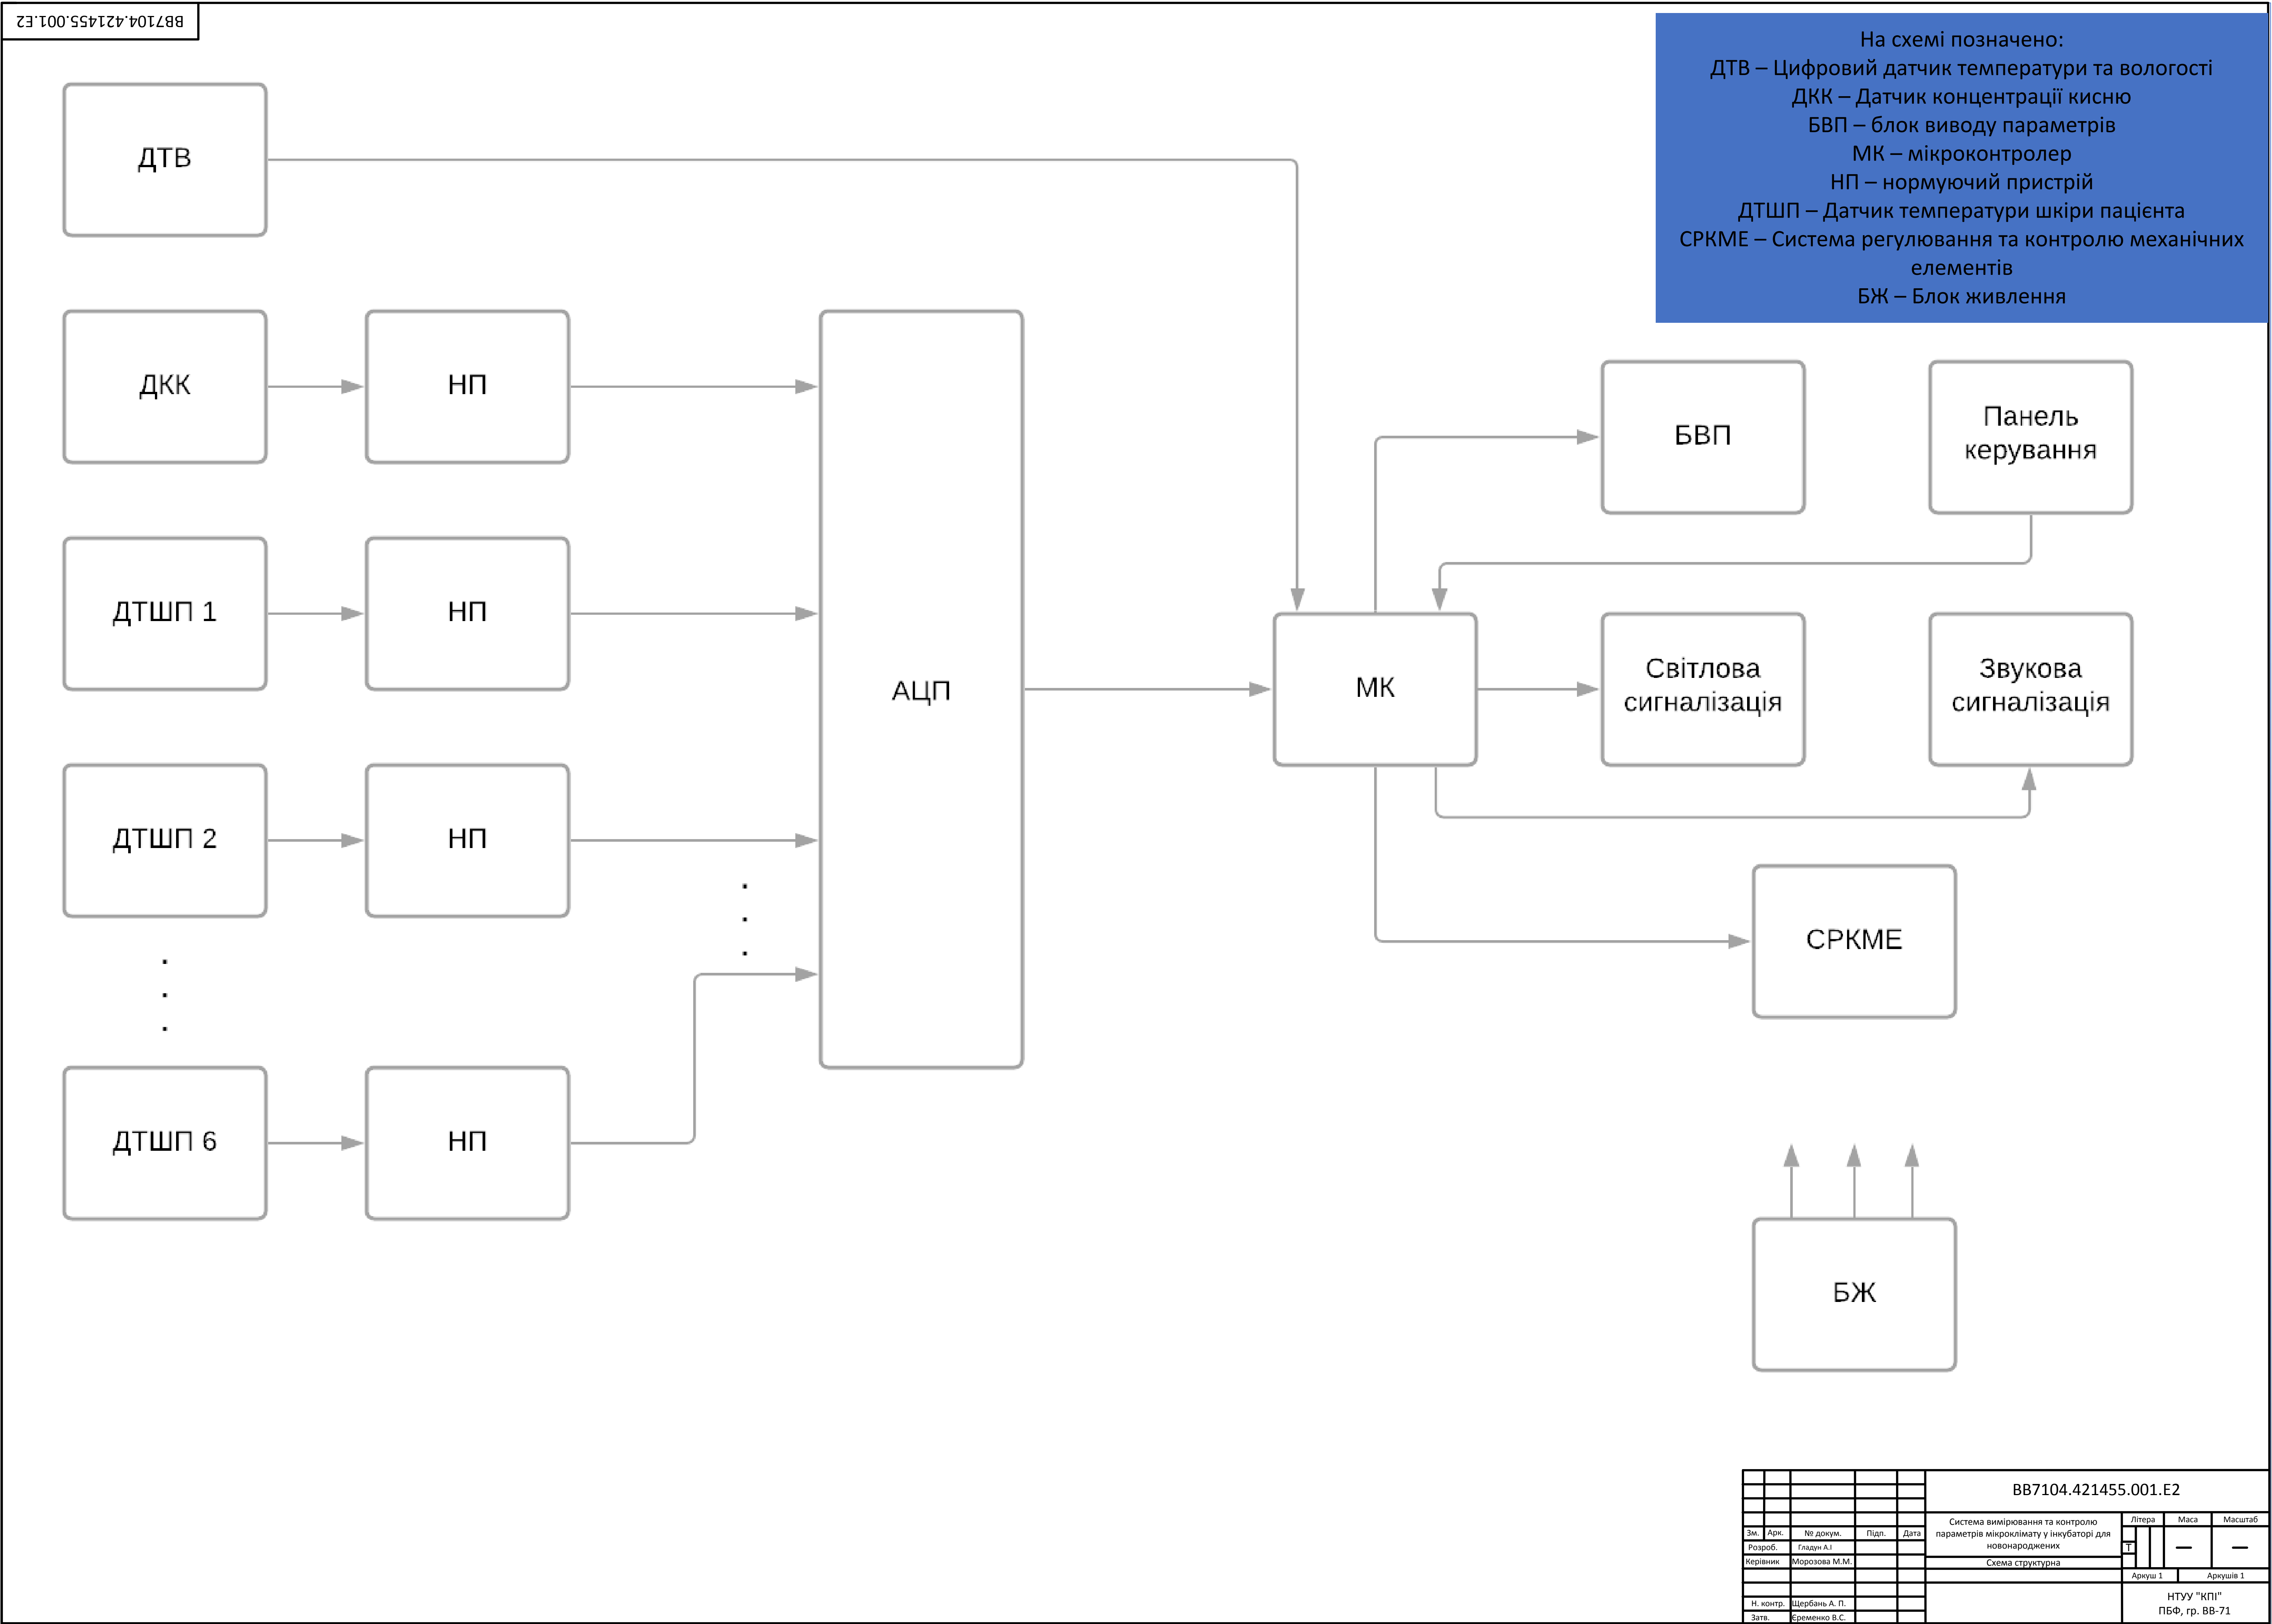 ВВ7104.421455.001.Е2
На схемі позначено:
ДТВ – Цифровий датчик температури та вологості
ДКК – Датчик концентрації кисню
БВП – блок виводу параметрів
МК – мікроконтролер
НП – нормуючий пристрій
ДТШП – Датчик температури шкіри пацієнта
СРКМЕ – Система регулювання та контролю механічних
елементів
БЖ – Блок живлення
ДТВ
ДКК
НП
ДТШП 1
НП
ДТШП 2
НП
.
.
.
ДТШП 6
НП
.
.
.
АЦП
МК
БВП
Панель
керування
Світлова
сигналізація
Звукова
сигналізація
СРКМЕ
БЖ
ВВ7104.421455.001.Е2
Зм. Арк. № докум. Підп. Дата
Розроб. Гладун А.І
Керівник Морозова М.М.
Н. контр. Щербань А. П.
Затв. Єременко В.С.
Система вимірювання та контролю
параметрів мікроклімату у інкубаторі для
новонароджених
Схема структурна
Літера Маса Масштаб
Т — —
Аркуш 1 Аркушів 1
НТУУ "КПІ"
ПБФ, гр. ВВ-71